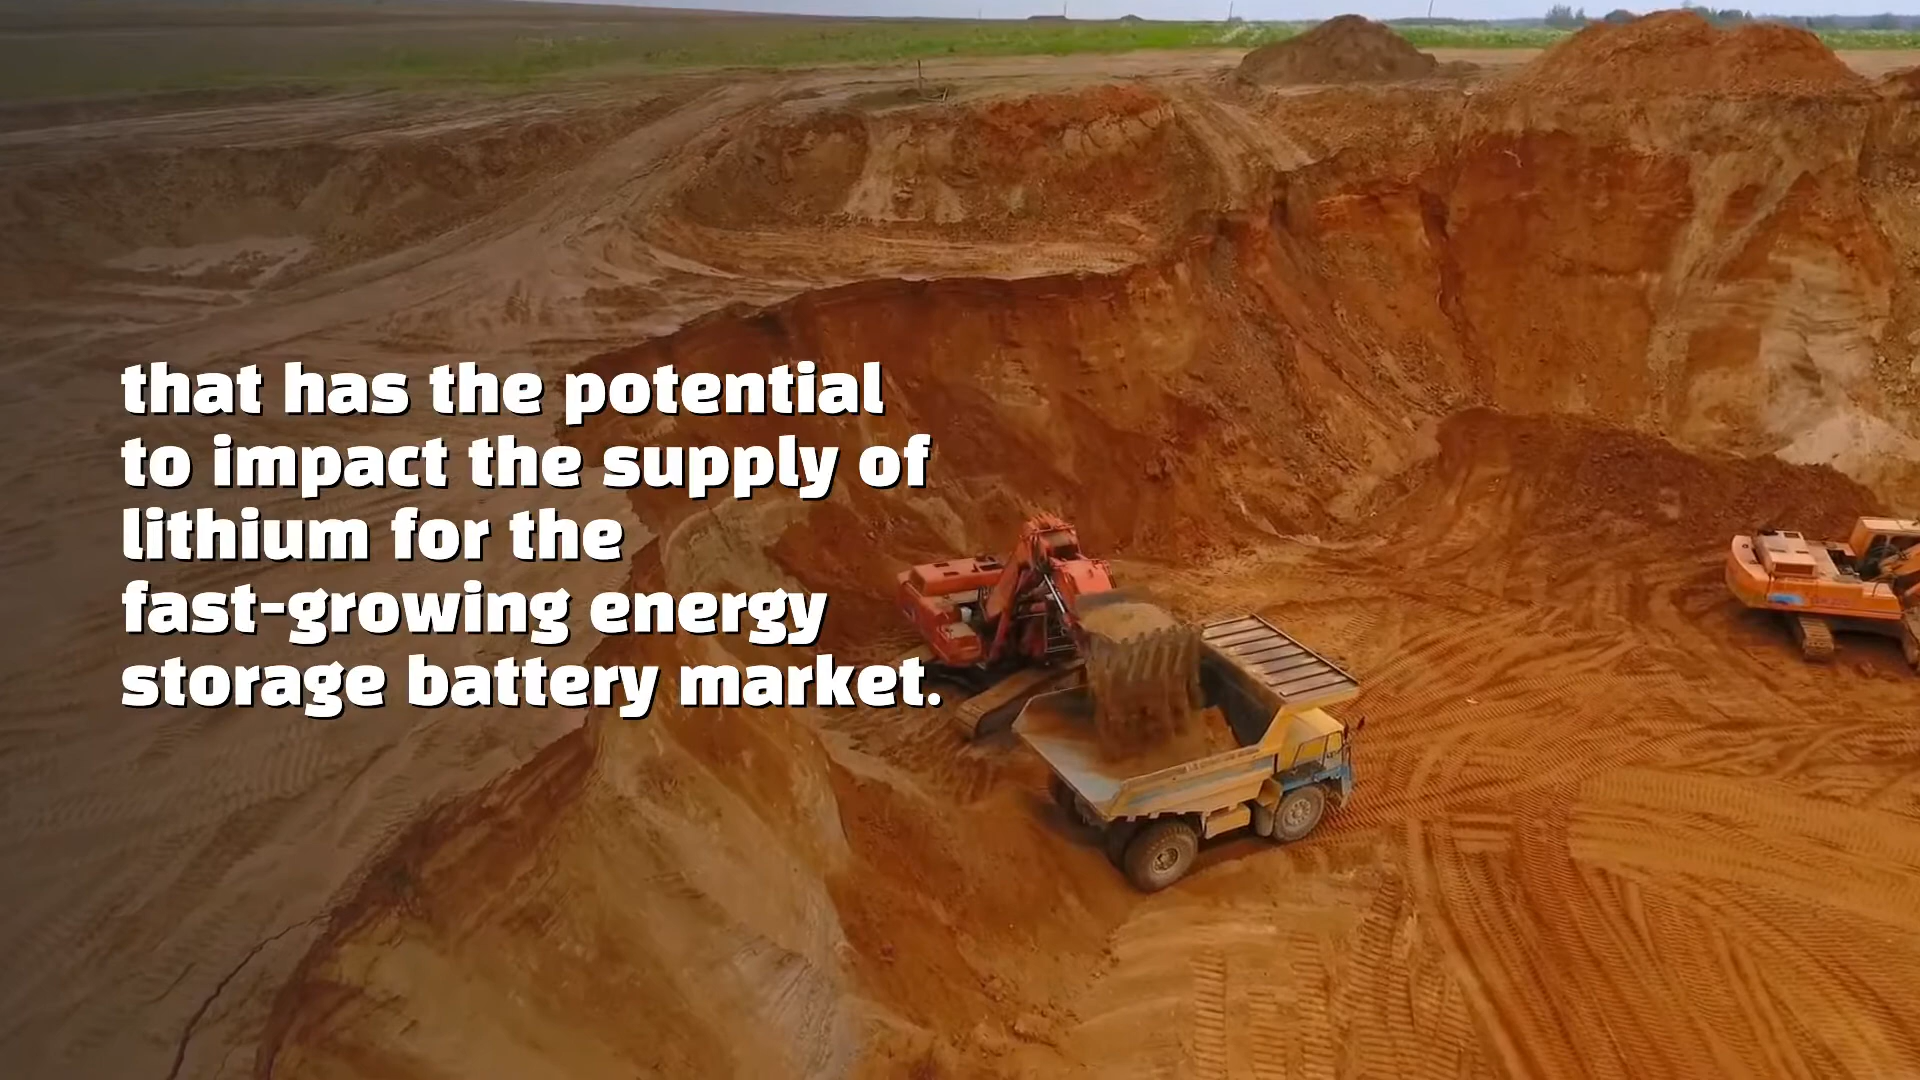 that has the potential
to impact the supply of
lithium for the
fast-growing energy
storage battery market.